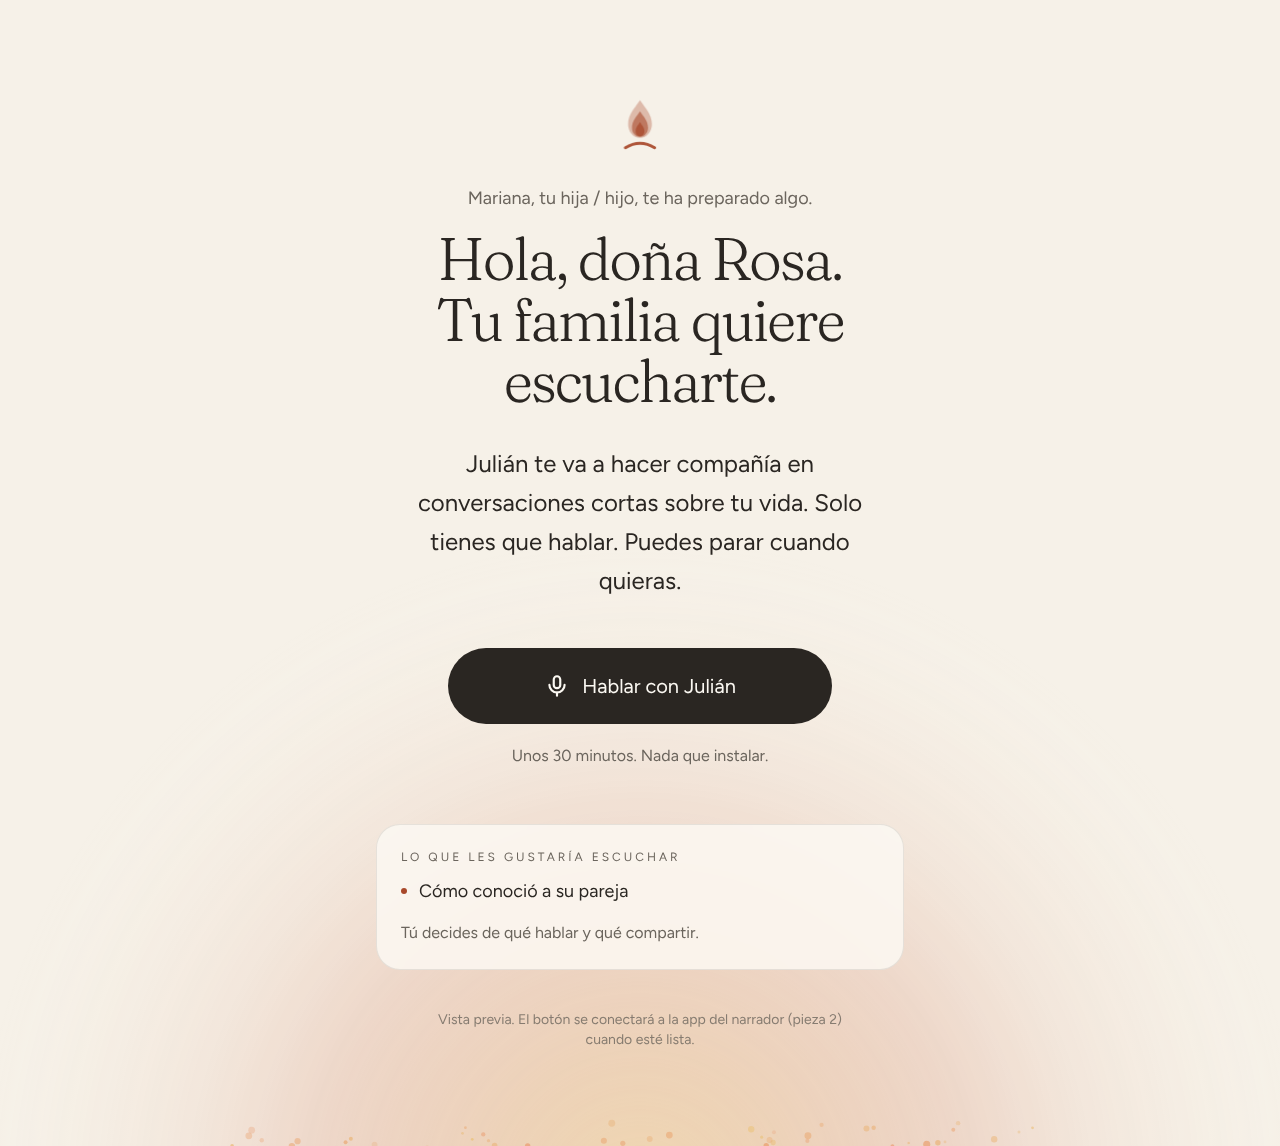 Mariana, tu hija / hijo, te ha preparado algo.
Hola, doña Rosa.
Tu familia quiere
escucharte.
Julián te va a hacer compañía en
conversaciones cortas sobre tu vida. Solo
tienes que hablar. Puedes parar cuando
quieras.
Hablar con Julián
Unos 30 minutos. Nada que instalar.
LO QUE LES GUSTARÍA ESCUCHAR
Cómo conoció a su pareja
Tú decides de qué hablar y qué compartir.
Vista previa. El botón se conectará a la app del narrador (pieza 2)
cuando esté lista.